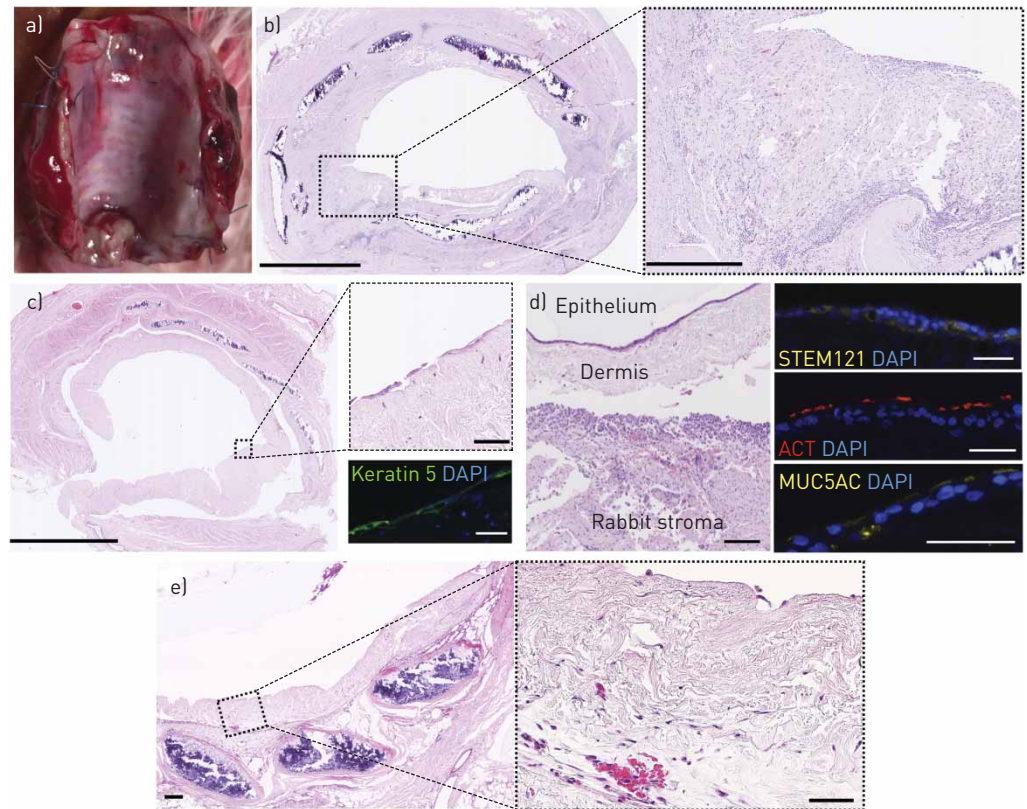 a)
b)
c)
Keratin 5 DAPI
d)
Epithelium
Dermis
Rabbit stroma
STEM121 DAPI
ACT DAPI
MUC5AC DAPI
e)